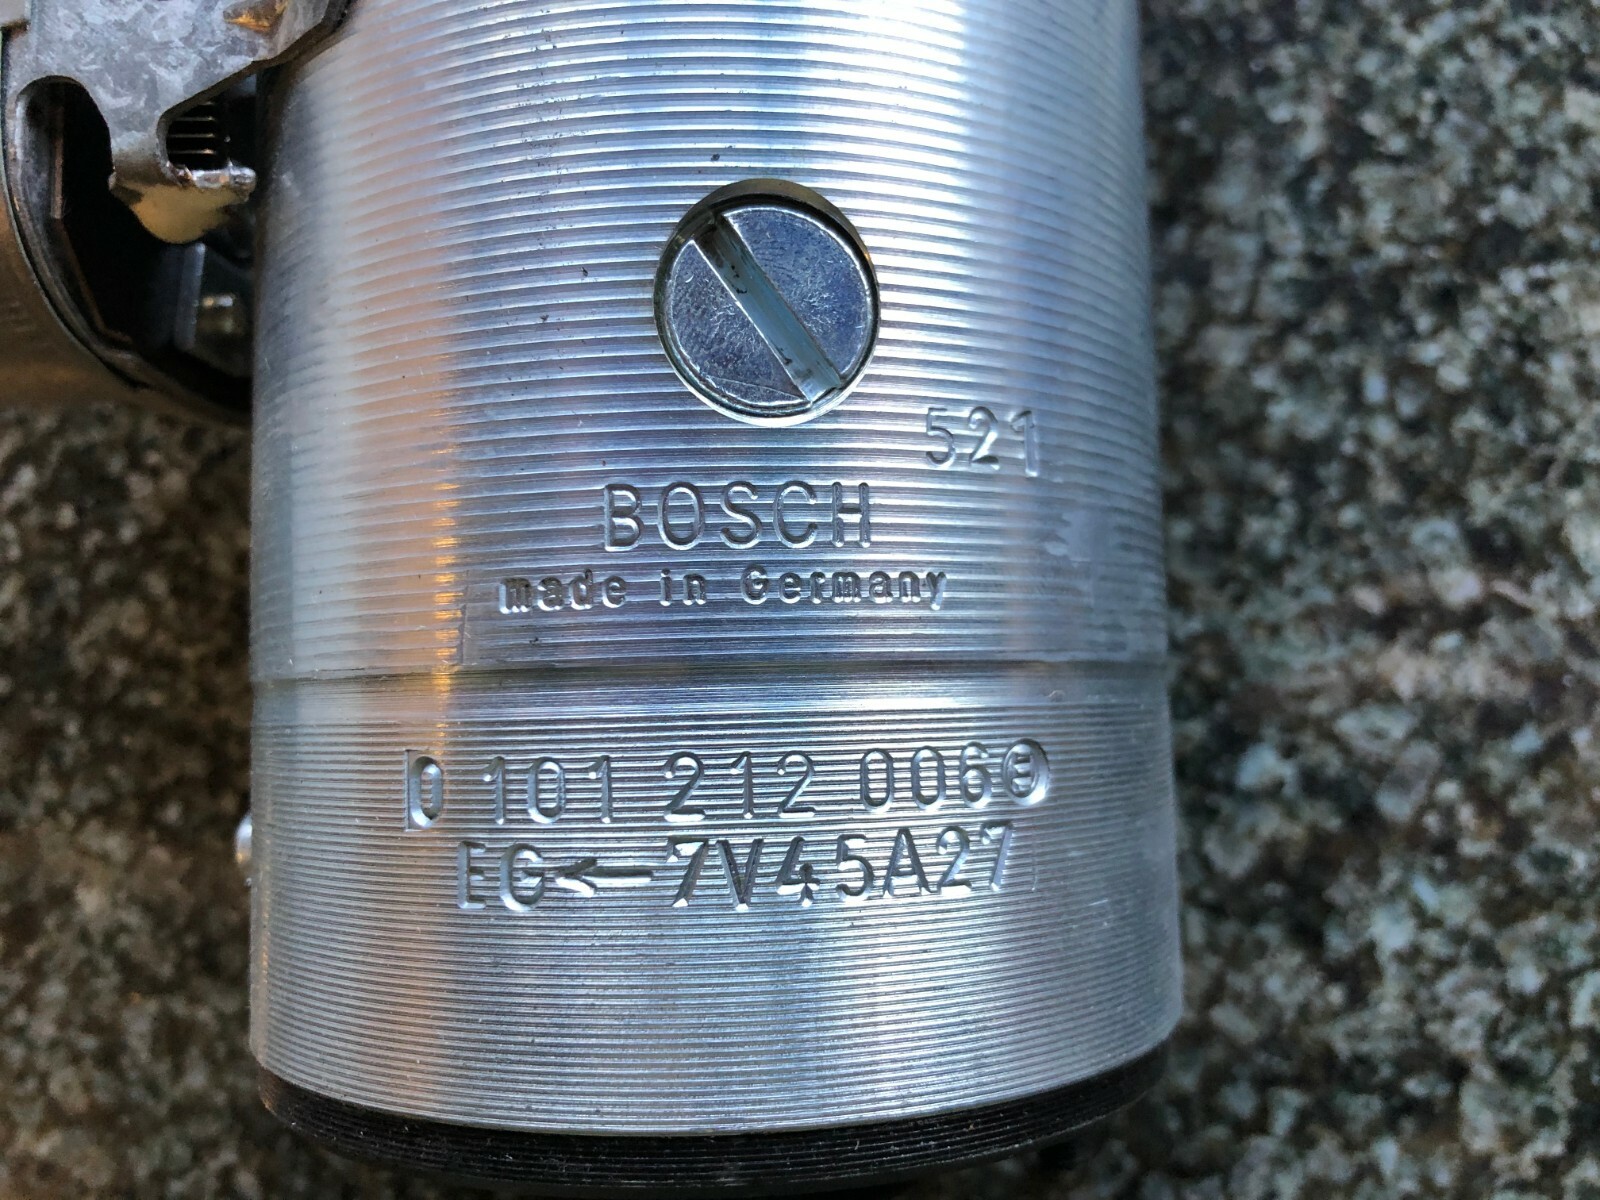 521
BOSCH
made in Germany
0 101 212 006 Ⓔ
EG←7V45A27